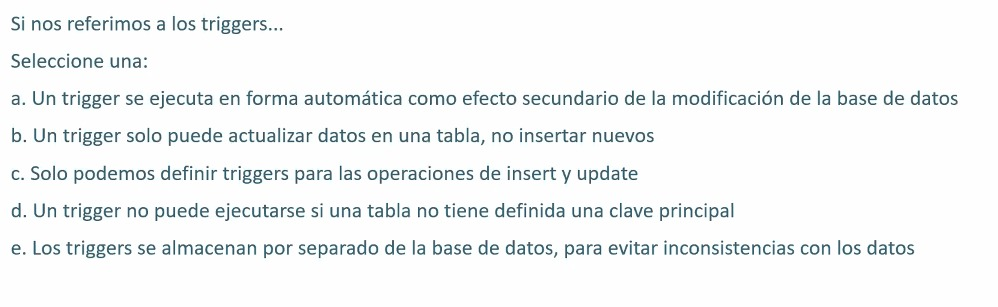 Si nos referimos a los triggers...
Seleccione una:
a. Un trigger se ejecuta en forma automática como efecto secundario de la modificación de la base de datos
b. Un trigger solo puede actualizar datos en una tabla, no insertar nuevos
c. Solo podemos definir triggers para las operaciones de insert y update
d. Un trigger no puede ejecutarse si una tabla no tiene definida una clave principal
e. Los triggers se almacenan por separado de la base de datos, para evitar inconsistencias con los datos